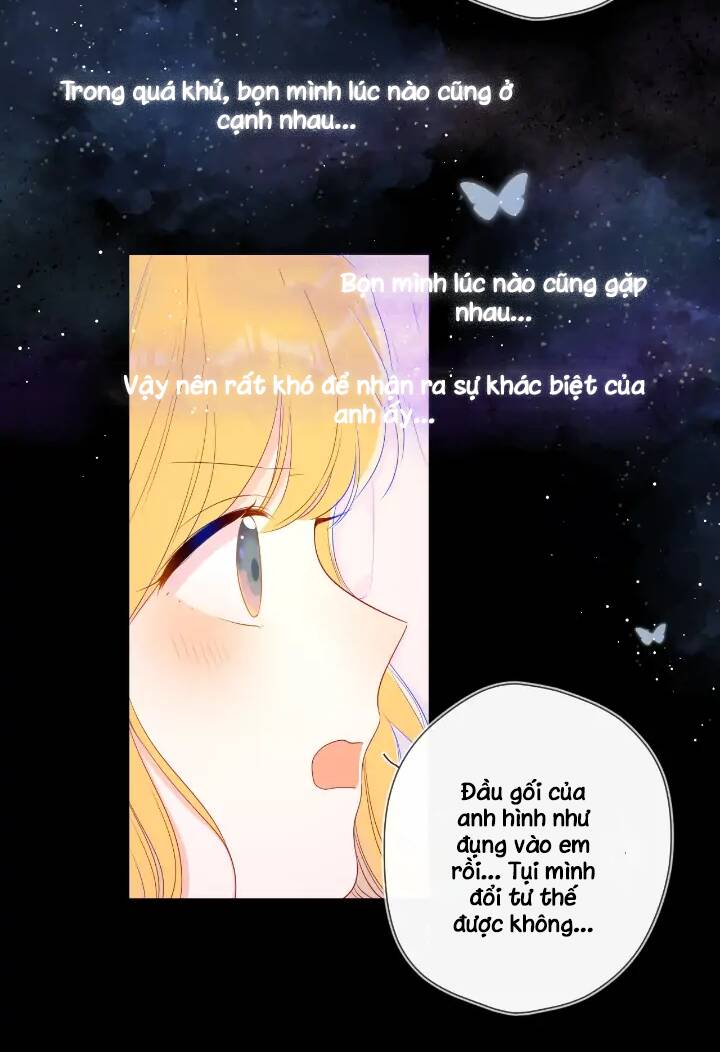 Trong quá khứ, bọn mình lúc nào cũng ở
cạnh nhau...
Bọn mình lúc nào cũng gặp
nhau...
Vậy nên rất khó để nhận ra sự khác biệt của
anh ấy...
Đầu gối của
anh hình như
đụng vào em
rồi... Tụi mình
đổi tư thế
được không...